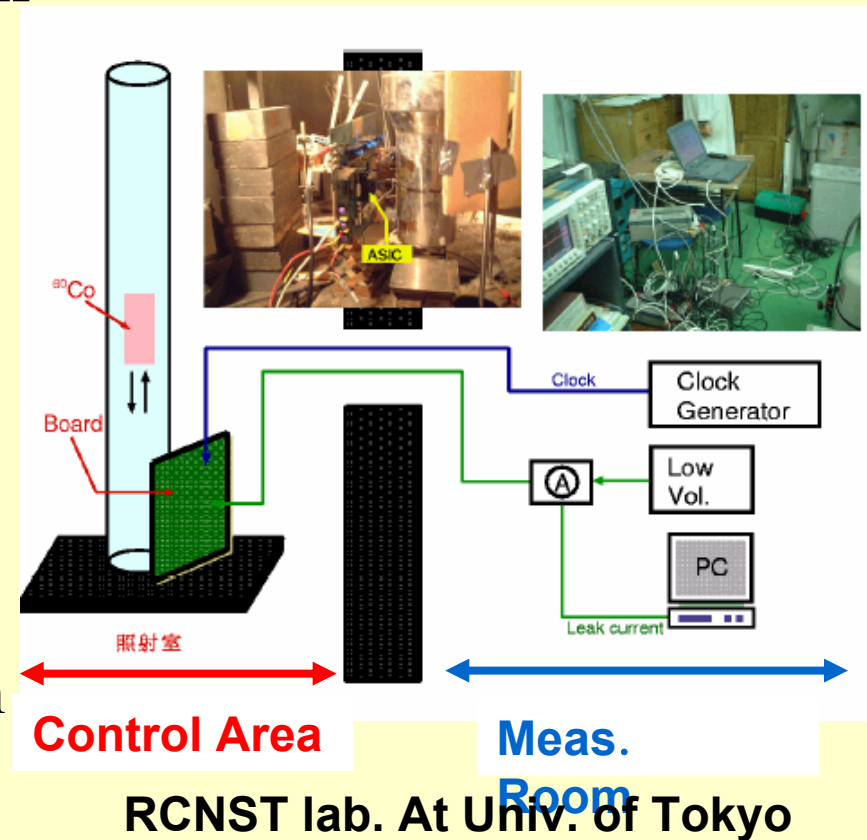 ASIC
⁶⁰Co
Board
Clock
Clock
Generator
Low
Vol.
A
PC
Leak current
照射室
Control Area
Meas.
Room
RCNST lab. At Univ. of Tokyo